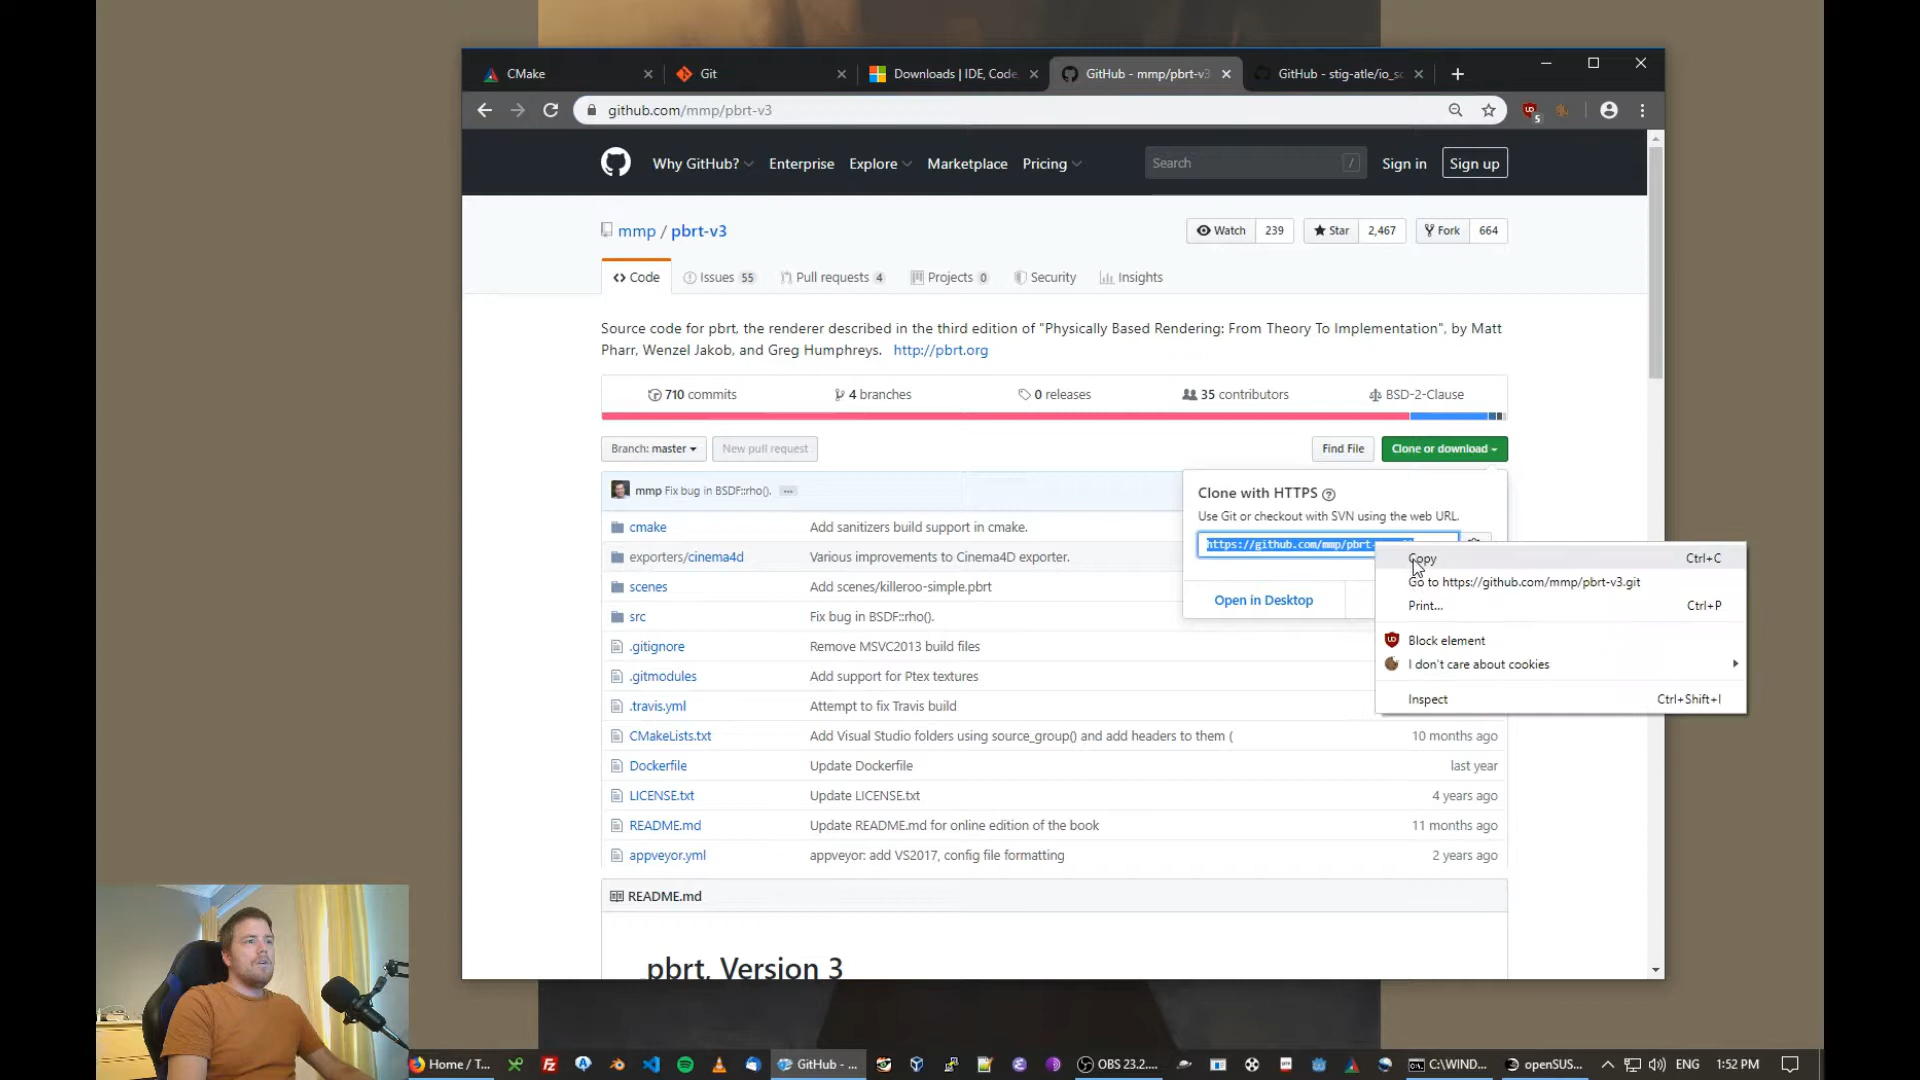 CMake
Git
Downloads | IDE, Code,
GitHub - mmp/pbrt-v3
GitHub - stig-atle/io_sc
github.com/mmp/pbrt-v3
5
Why GitHub?
Enterprise
Explore
Marketplace
Pricing
Search
/
Sign in
Sign up
mmp / pbrt-v3
Watch 239
Star 2,467
Fork 664
Code
Issues 55
Pull requests 4
Projects 0
Security
Insights
Source code for pbrt, the renderer described in the third edition of "Physically Based Rendering: From Theory To Implementation", by Matt
Pharr, Wenzel Jakob, and Greg Humphreys. http://pbrt.org
710 commits
4 branches
0 releases
35 contributors
BSD-2-Clause
Branch: master
New pull request
Find File
Clone or download
mmp Fix bug in BSDF::rho(). ...
Clone with HTTPS
Use Git or checkout with SVN using the web URL.
https://github.com/mmp/pbrt-
Open in Desktop
Copy Ctrl+C
Go to https://github.com/mmp/pbrt-v3.git
Print... Ctrl+P
Block element
I don't care about cookies
Inspect Ctrl+Shift+I
cmake Add sanitizers build support in cmake.
exporters/cinema4d Various improvements to Cinema4D exporter.
scenes Add scenes/killeroo-simple.pbrt
src Fix bug in BSDF::rho().
.gitignore Remove MSVC2013 build files
.gitmodules Add support for Ptex textures
.travis.yml Attempt to fix Travis build
CMakeLists.txt Add Visual Studio folders using source_group() and add headers to them ( 10 months ago
Dockerfile Update Dockerfile last year
LICENSE.txt Update LICENSE.txt 4 years ago
README.md Update README.md for online edition of the book 11 months ago
appveyor.yml appveyor: add VS2017, config file formatting 2 years ago
README.md
pbrt, Version 3
Home / T...
GitHub - ...
OBS 23.2....
C:\WIND...
openSUS...
ENG
1:52 PM